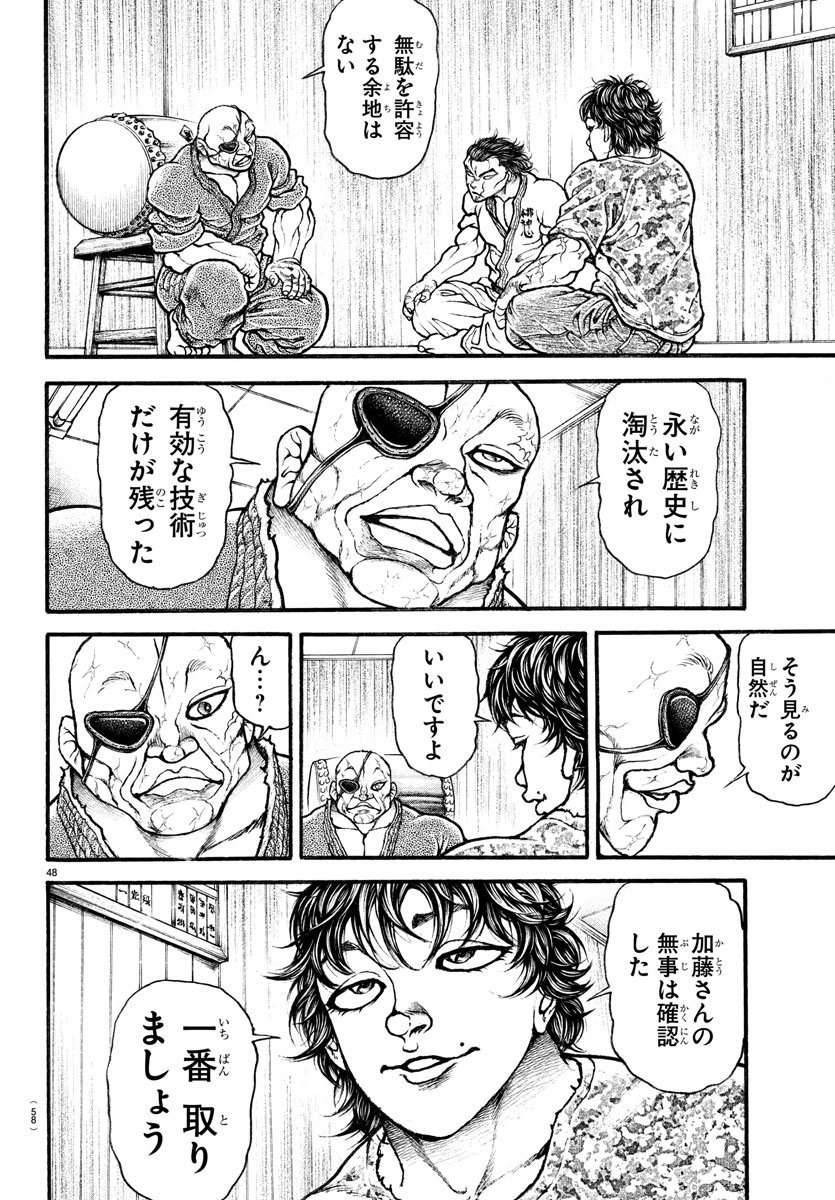 無駄を許容
する余地は
ない
永い歴史に
淘汰され
有効な技術
だけが残った
そう見るのが
自然だ
いいですよ
ん…?
48
加藤さんの
無事は確認
した
一番 取り
ましょう
(58)